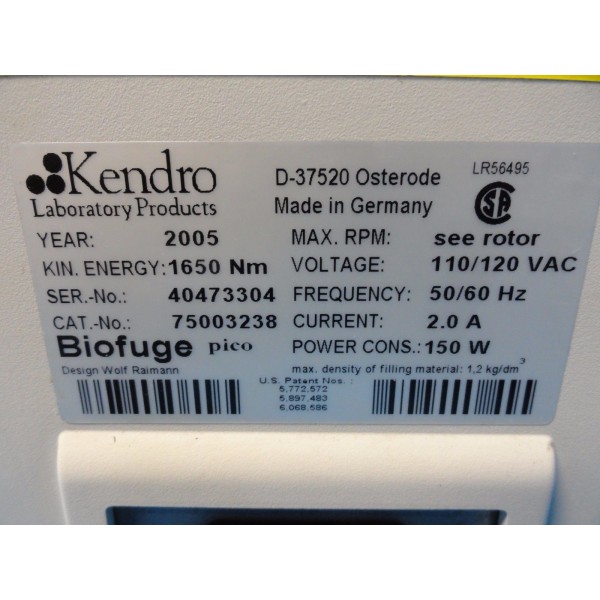 Kendro
Laboratory Products
D-37520 Osterode
Made in Germany
LR56495
YEAR: 2005
KIN. ENERGY: 1650 Nm
SER.-No.: 40473304
CAT.-No.: 75003238
Biofuge pico
Design Wolf Raimann
MAX. RPM: see rotor
VOLTAGE: 110/120 VAC
FREQUENCY: 50/60 Hz
CURRENT: 2.0 A
POWER CONS.: 150 W
max. density of filling material: 1,2 kg/dm³
U.S. Patent Nos. :
5,772,572
5,897,483
6,068,586